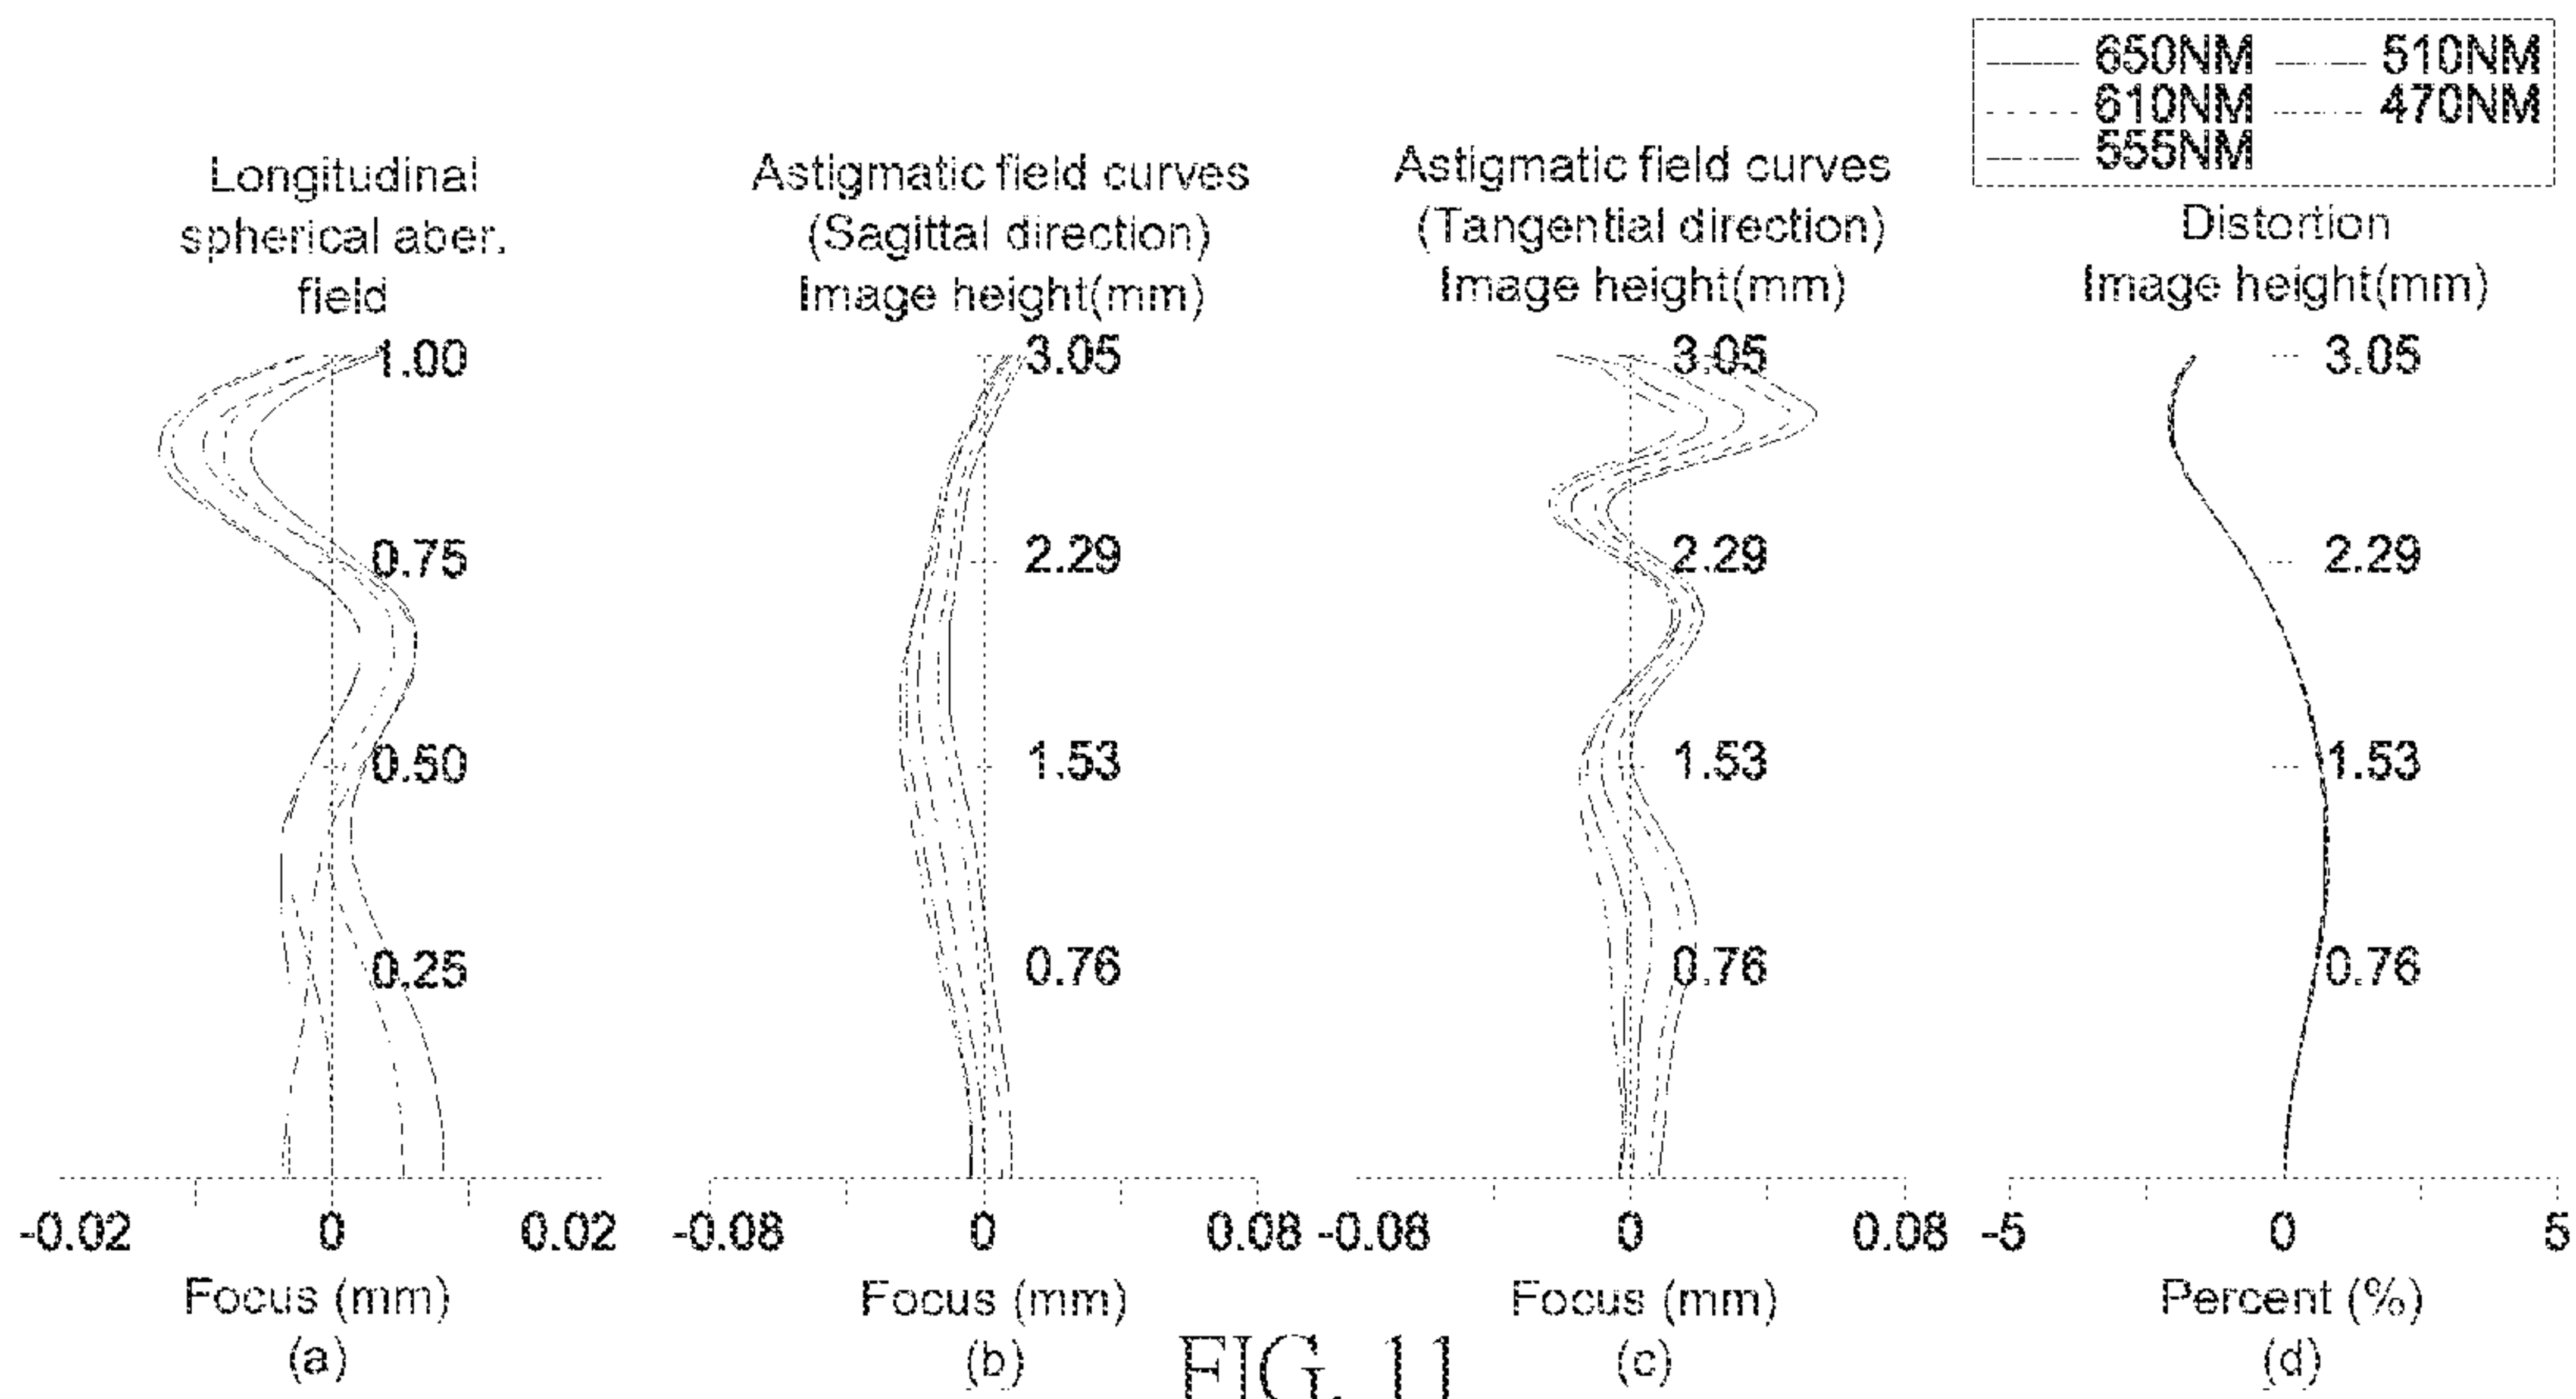 650NM 510NM
610NM 470NM
555NM
Longitudinal
spherical aber.
field
1.00
0.75
0.50
0.25
-0.02 0 0.02
Focus (mm)
(a)
Astigmatic field curves
(Sagittal direction)
Image height(mm)
3.05
2.29
1.53
0.76
-0.08 0 0.08
Focus (mm)
(b)
Astigmatic field curves
(Tangential direction)
Image height(mm)
3.05
2.29
1.53
0.76
-0.08 0 0.08
Focus (mm)
(c)
Distortion
Image height(mm)
3.05
2.29
1.53
0.76
-5 0 5
Percent (%)
(d)
FIG. 11